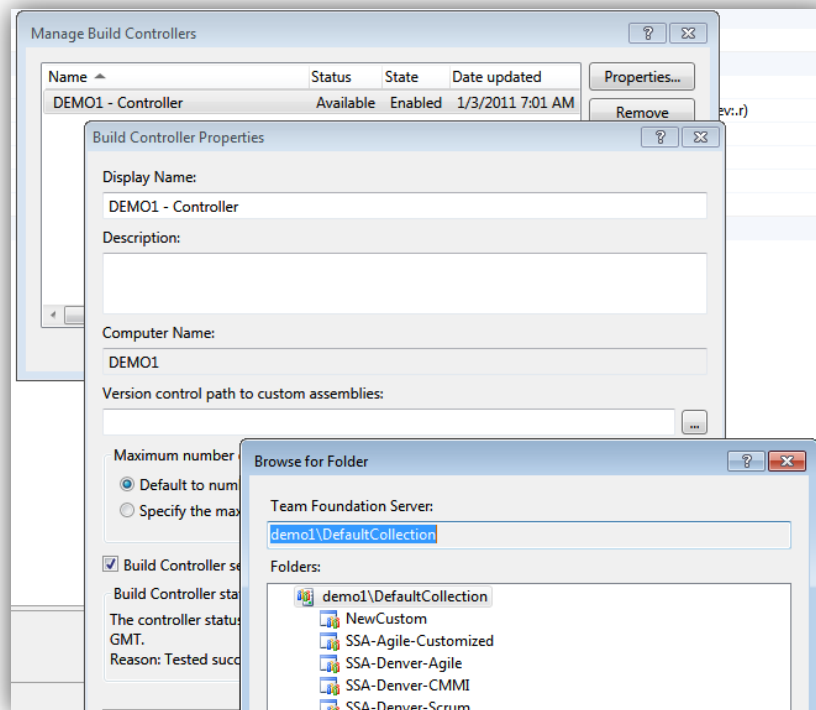 Manage Build Controllers
Name Status State Date updated Properties...
DEMO1 - Controller Available Enabled 1/3/2011 7:01 AM
Remove
ev:.r)
Build Controller Properties
Display Name:
DEMO1 - Controller
Description:
Computer Name:
DEMO1
Version control path to custom assemblies:
...
Maximum number
Browse for Folder
Default to num
Specify the max
Team Foundation Server:
demo1\DefaultCollection
Build Controller se
Folders:
Build Controller sta
demo1\DefaultCollection
The controller status
NewCustom
GMT.
SSA-Agile-Customized
Reason: Tested succ
SSA-Denver-Agile
SSA-Denver-CMMI
SSA-Denver-Scrum